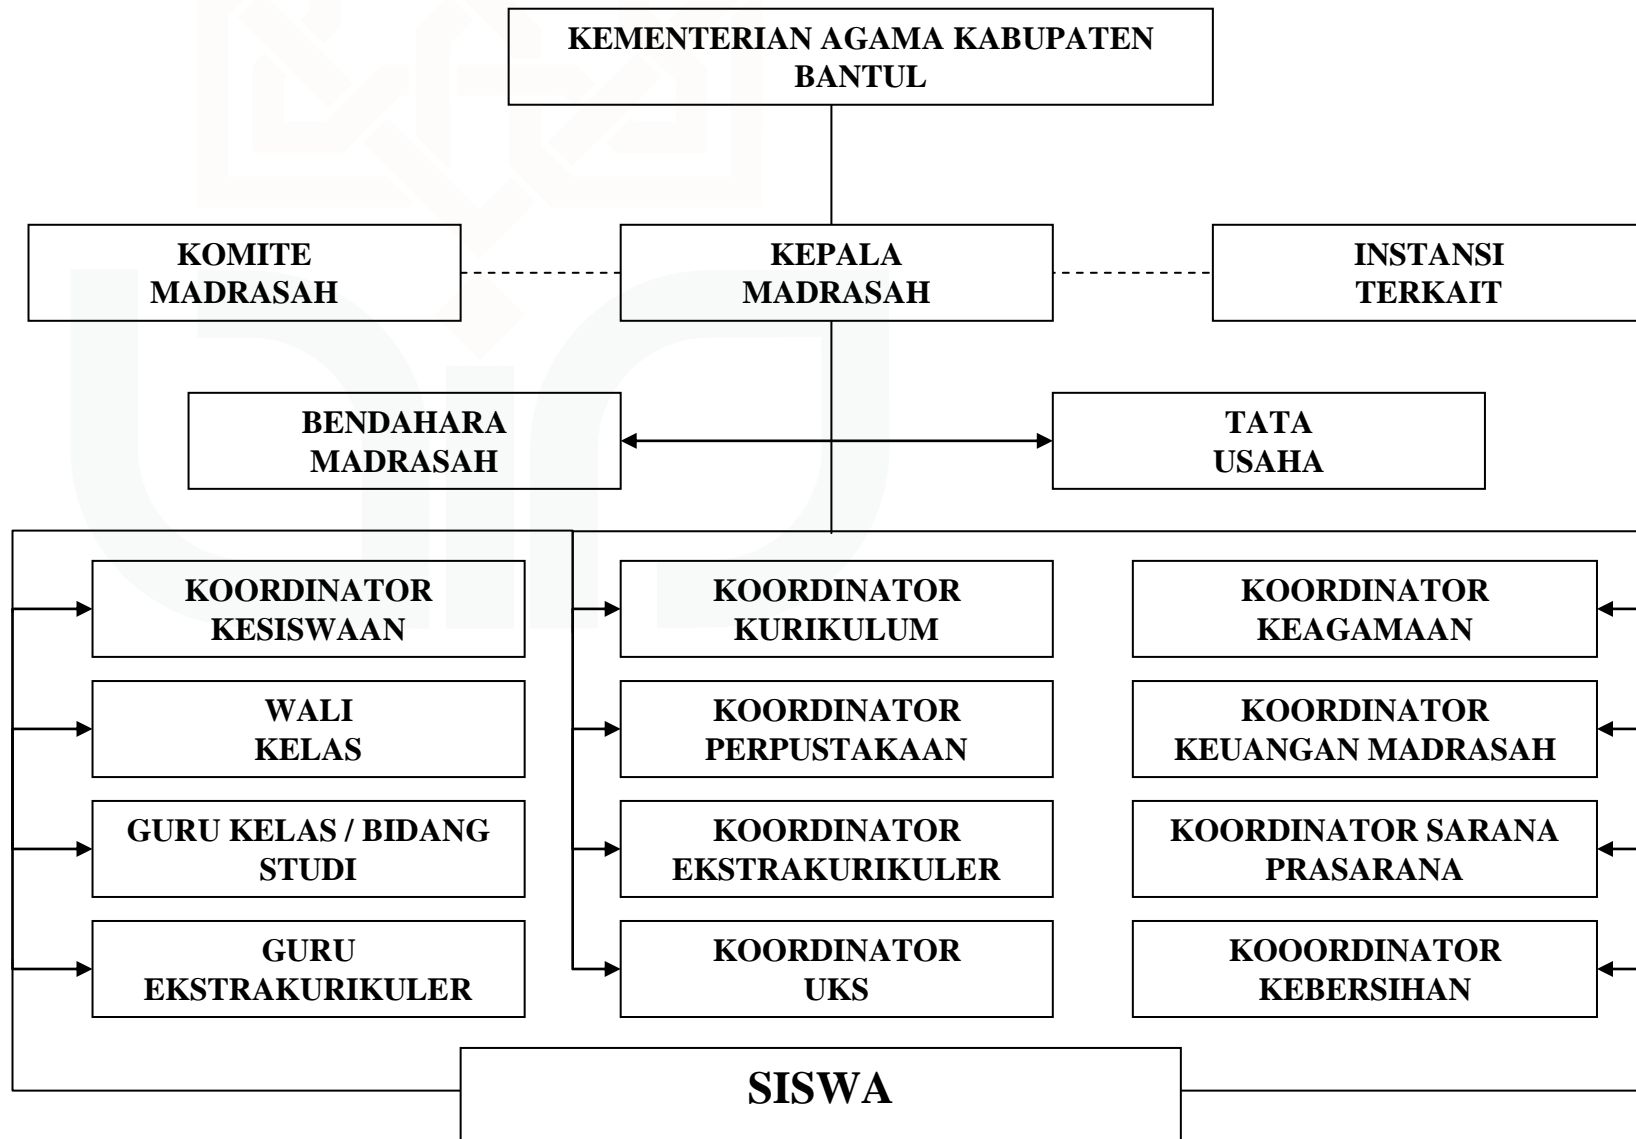 KEMENTERIAN AGAMA KABUPATEN
BANTUL
KOMITE
MADRASAH
KEPALA
MADRASAH
INSTANSI
TERKAIT
BENDAHARA
MADRASAH
TATA
USAHA
KOORDINATOR
KESISWAAN
KOORDINATOR
KURIKULUM
KOORDINATOR
KEAGAMAAN
WALI
KELAS
KOORDINATOR
PERPUSTAKAAN
KOORDINATOR
KEUANGAN MADRASAH
GURU KELAS / BIDANG
STUDI
KOORDINATOR
EKSTRAKURIKULER
KOORDINATOR SARANA
PRASARANA
GURU
EKSTRAKURIKULER
KOORDINATOR
UKS
KOOORDINATOR
KEBERSIHAN
SISWA